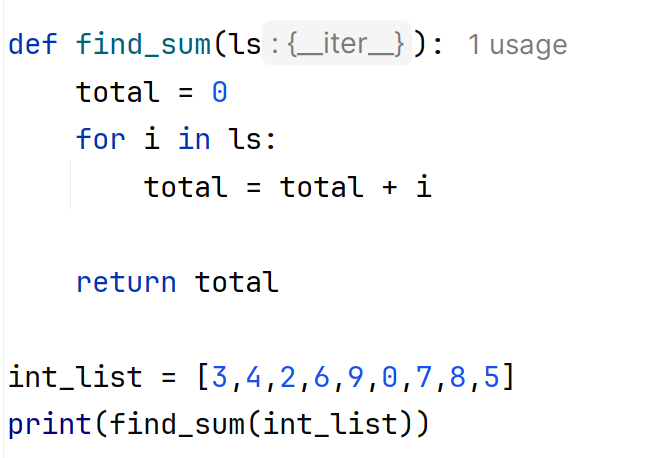 def find_sum(ls : {__iter__} ): 1 usage
    total = 0
    for i in ls:
        total = total + i
    return total
int_list = [3,4,2,6,9,0,7,8,5]
print(find_sum(int_list))